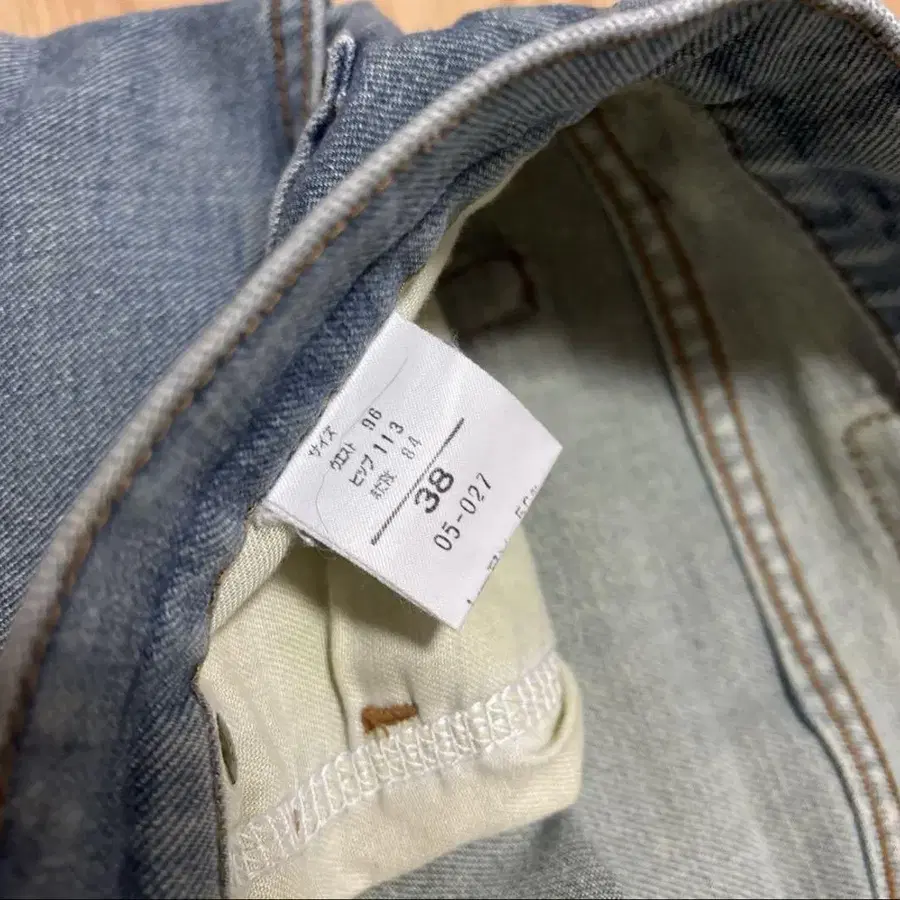 サイズ
ウエスト 96
ヒップ 113
股下 84
38
05-027